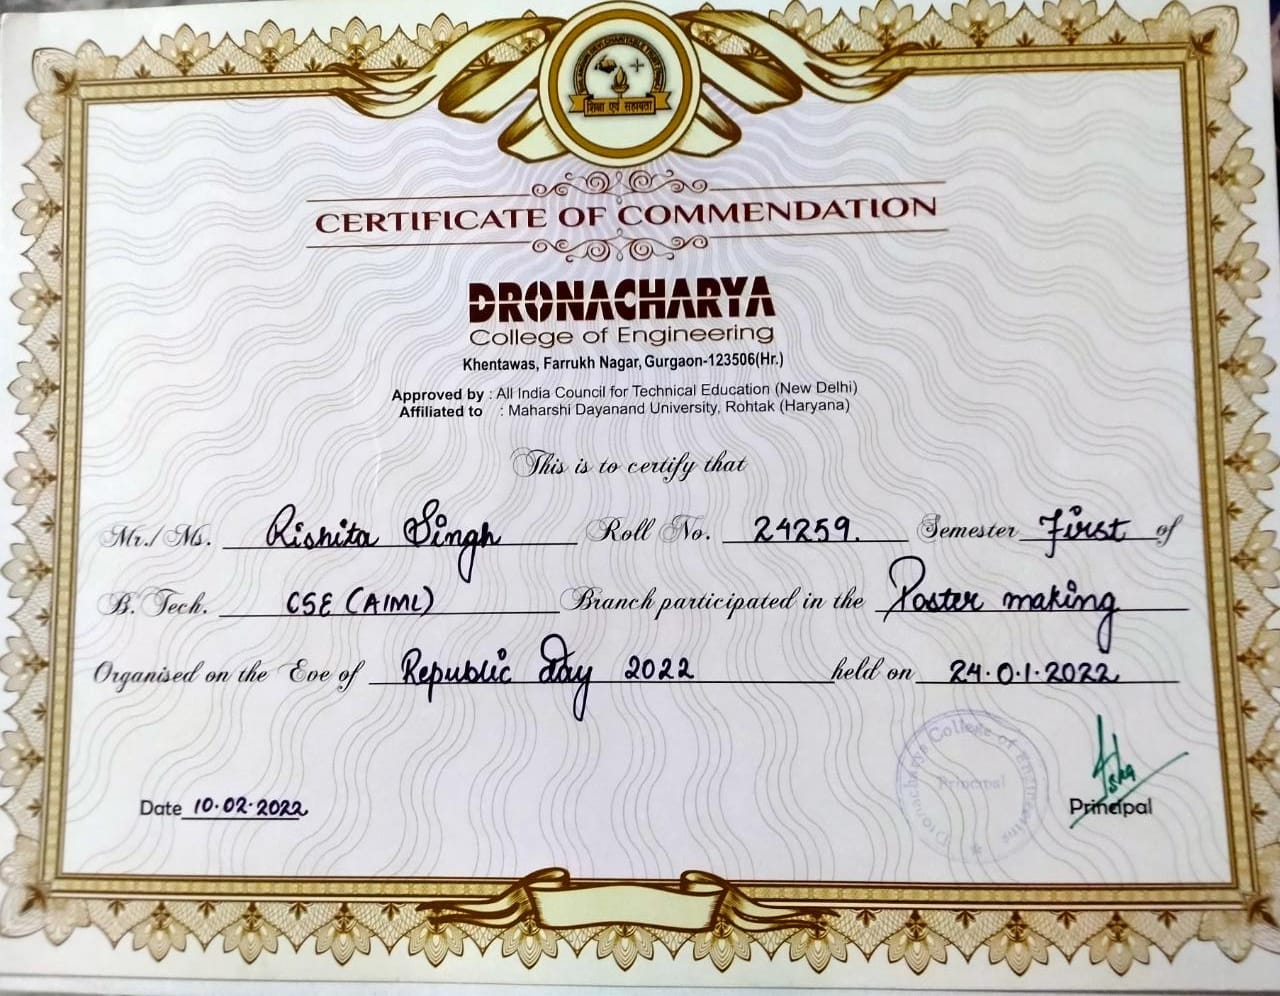 शिक्षा एवं सहायता
CERTIFICATE OF COMMENDATION
DRONACHARYA
College of Engineering
Khentawas, Farrukh Nagar, Gurgaon-123506(Hr.)
Approved by : All India Council for Technical Education (New Delhi)
Affiliated to : Maharshi Dayanand University, Rohtak (Haryana)
This is to certify that
Mr./Ms. Rishita Singh Roll No. 24259. Semester First of
B. Tech. CSE (AIML) Branch participated in the Poster making
Organised on the Eve of Republic Day 2022 held on 24.0.1.2022
Dronacharya College of Engineering
Principal
Date 10.02.2022
Principal